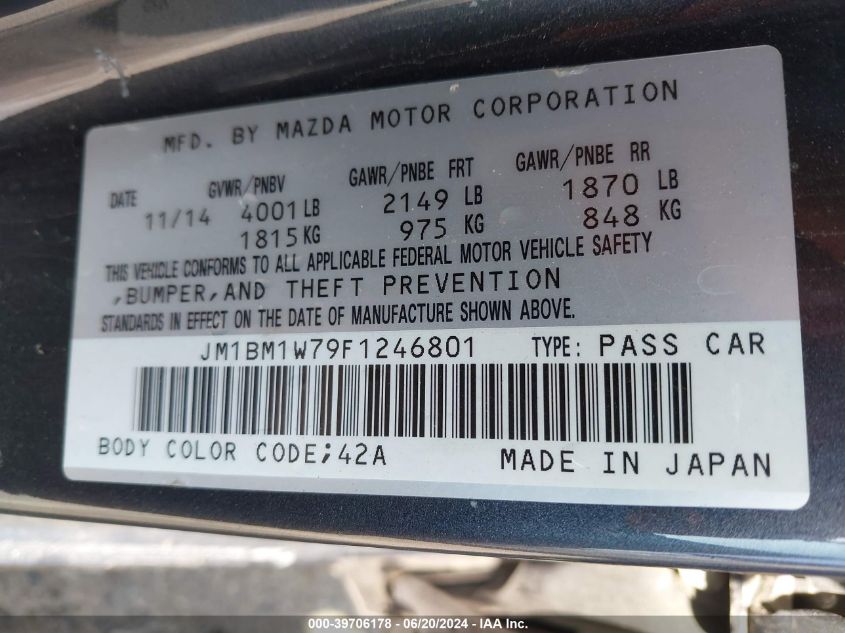 MFD. BY MAZDA MOTOR CORPORATION
DATE GVWR/PNBV GAWR/PNBE FRT GAWR/PNBE RR
11/14 4001 LB 2149 LB 1870 LB
1815 KG 975 KG 848 KG
THIS VEHICLE CONFORMS TO ALL APPLICABLE FEDERAL MOTOR VEHICLE SAFETY
,BUMPER,AND THEFT PREVENTION
STANDARDS IN EFFECT ON THE DATE OF MANUFACTURE SHOWN ABOVE.
JM1BM1W79F1246801 TYPE: PASS CAR
BODY COLOR CODE;42A MADE IN JAPAN
000-39706178 - 06/20/2024 - IAA Inc.